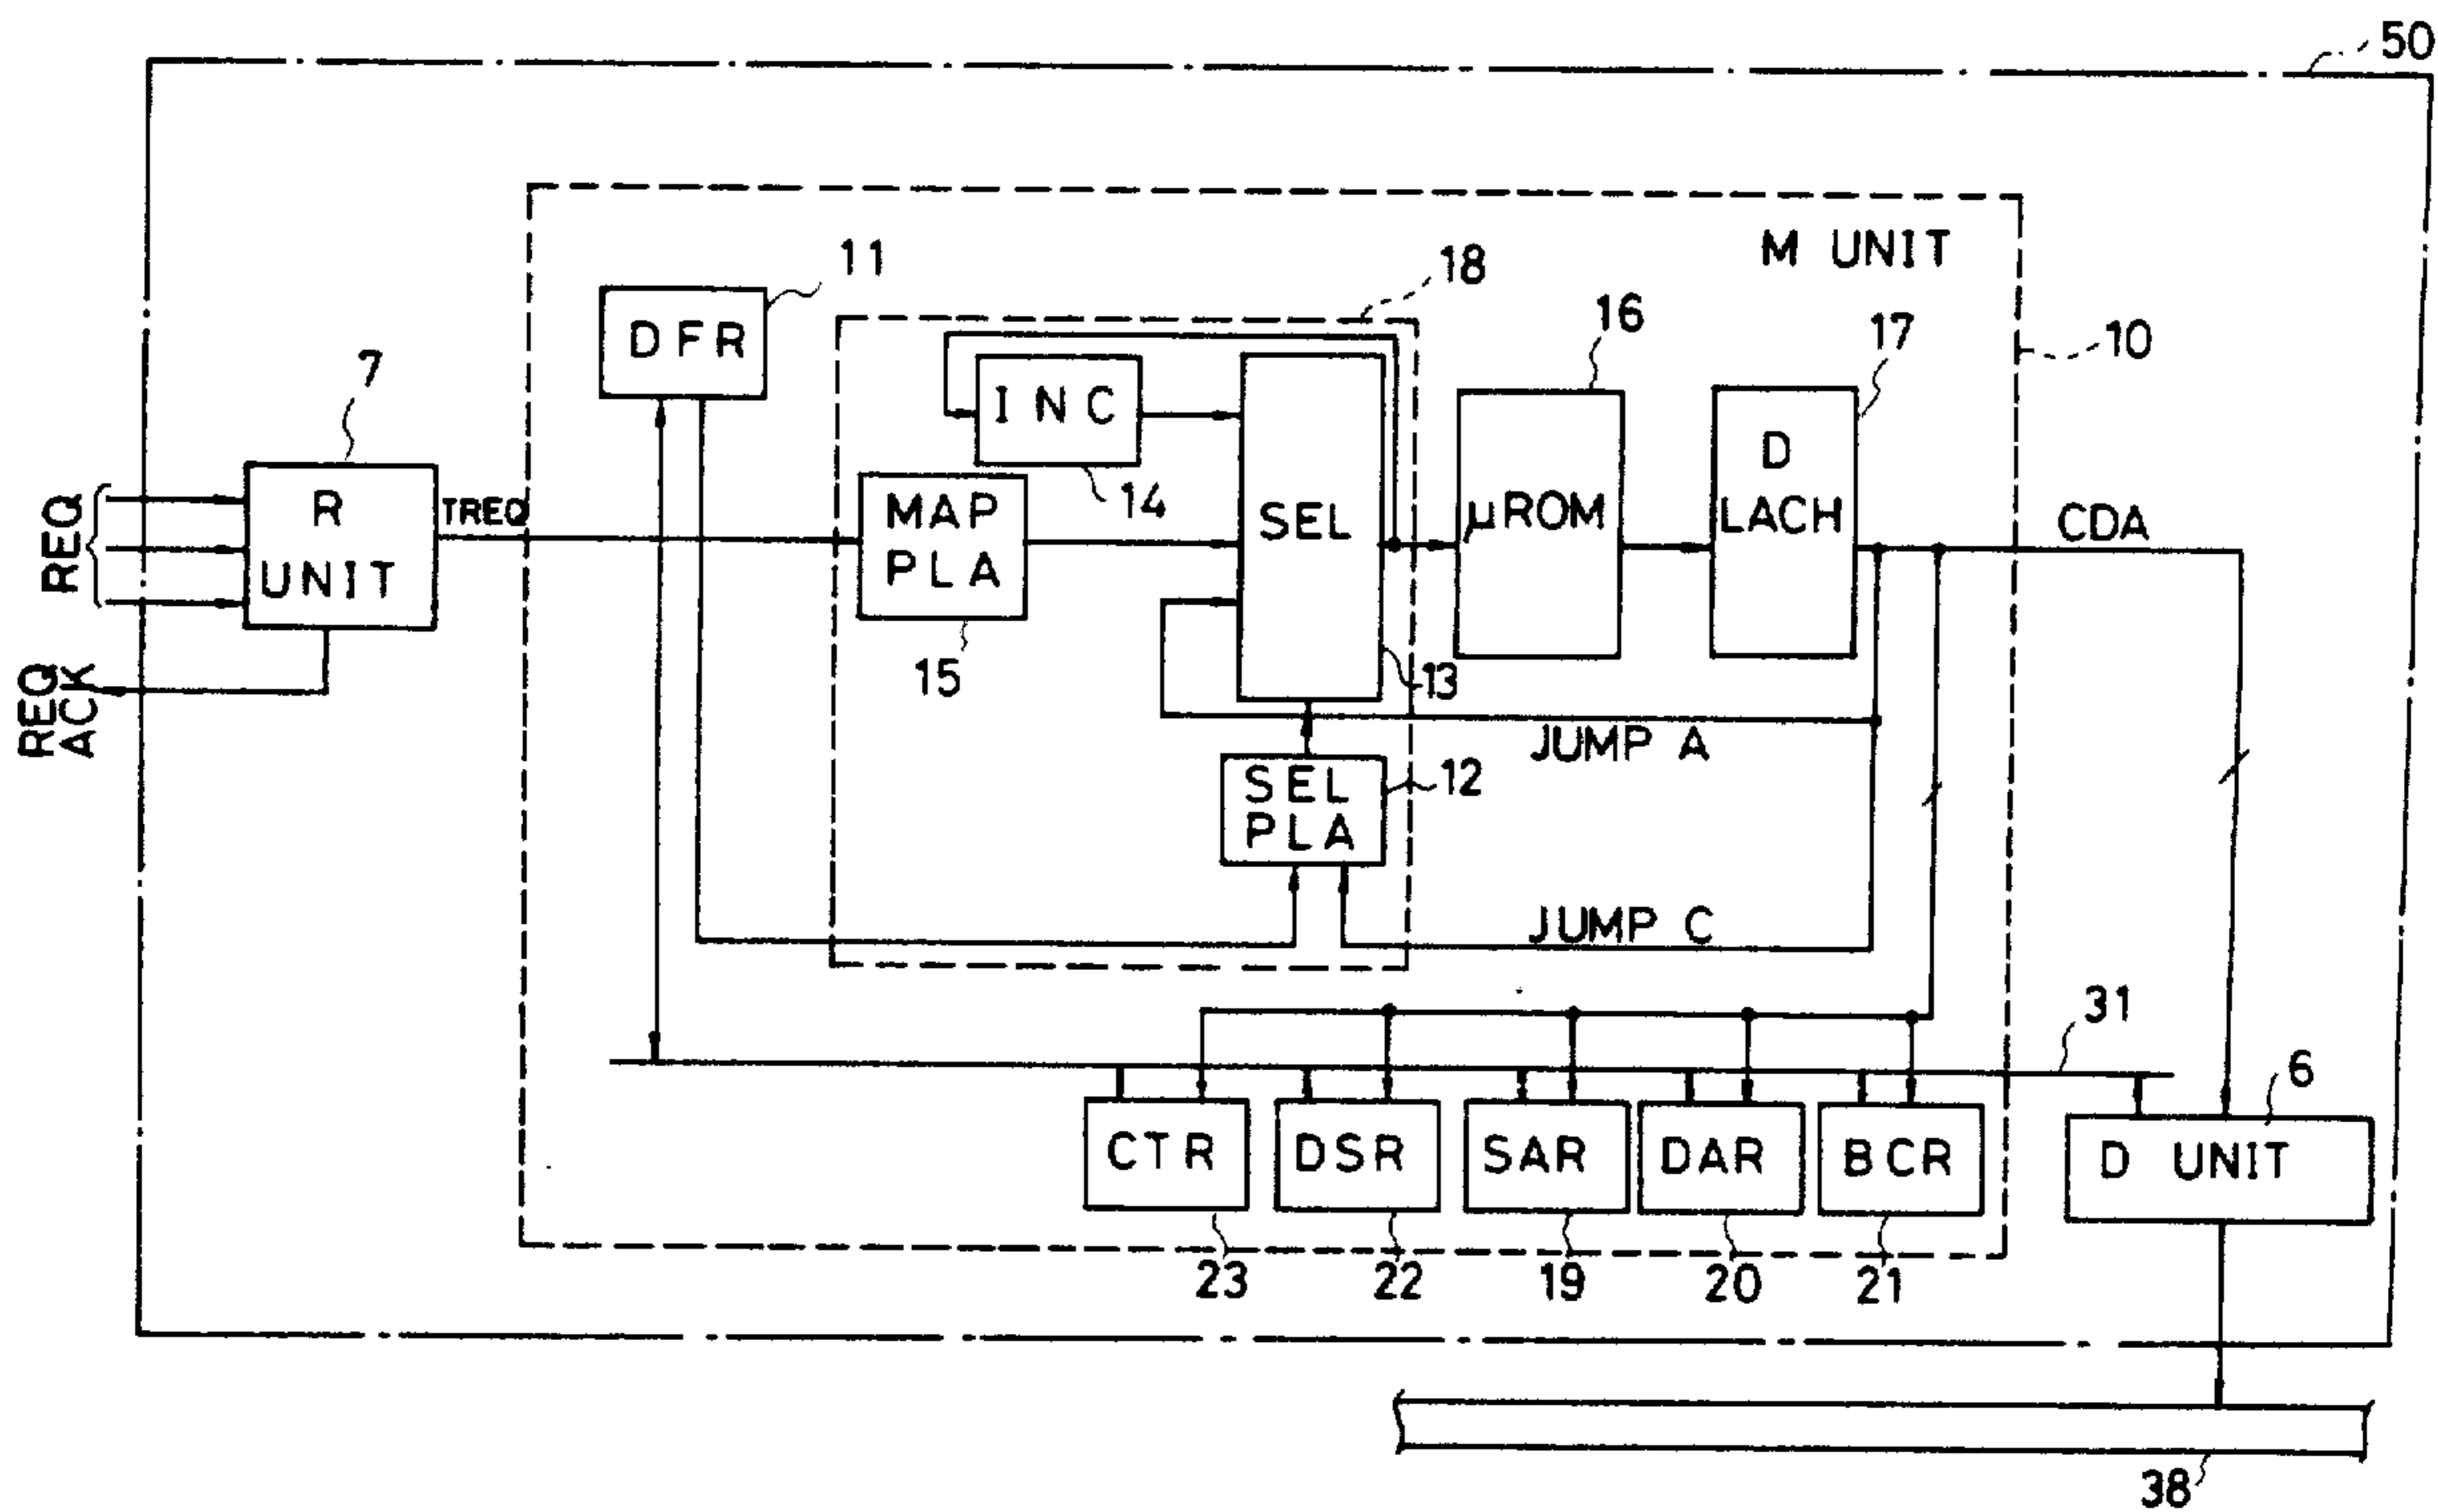 50
M UNIT
11
18
16
17
10
7
DFR
INC
14
R
UNIT
TREQ
REQ
REQ
ACK
MAP
PLA
15
SEL
13
μROM
D
LACH
CDA
JUMP A
SEL
PLA
12
JUMP C
31
6
CTR
DSR
SAR
DAR
BCR
D UNIT
23
22
19
20
21
38